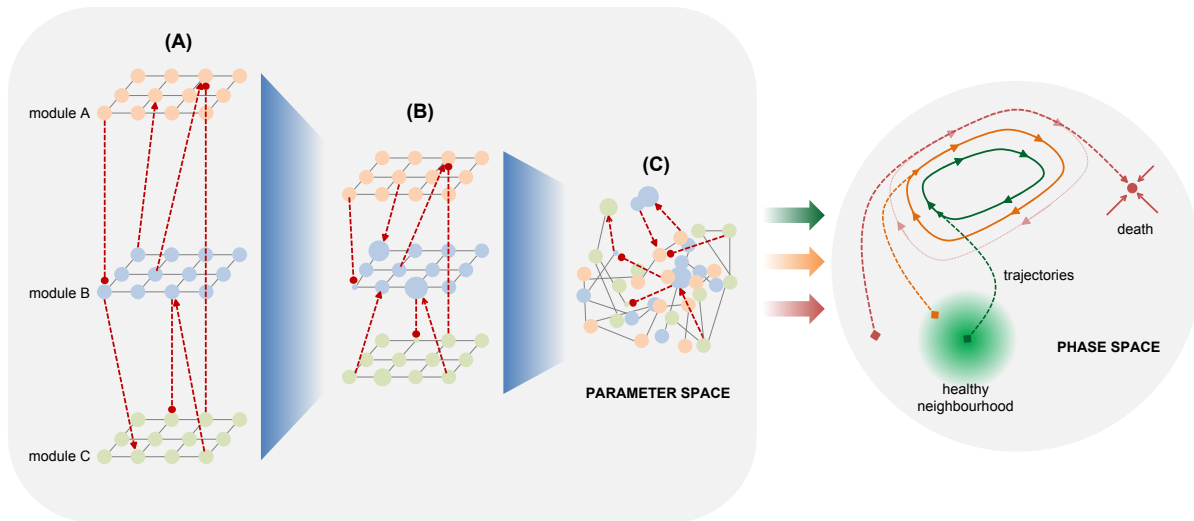 (A)
module A
module B
module C
(B)
(C)
PARAMETER SPACE
death
trajectories
PHASE SPACE
healthy
neighbourhood